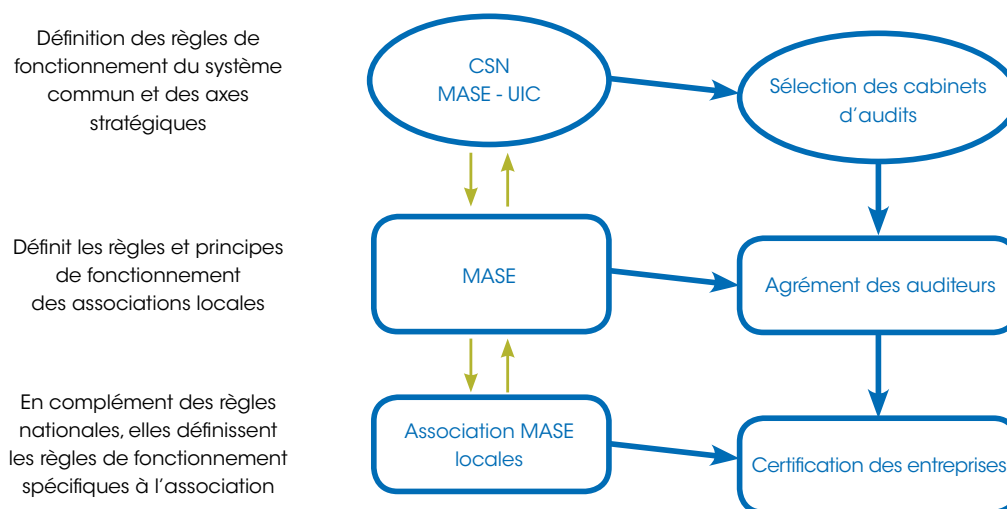 Définition des règles de
fonctionnement du système
commun et des axes
stratégiques
CSN
MASE - UIC
Sélection des cabinets
d'audits
Définit les règles et principes
de fonctionnement
des associations locales
MASE
Agrément des auditeurs
En complément des règles
nationales, elles définissent
les règles de fonctionnement
spécifiques à l'association
Association MASE
locales
Certification des entreprises